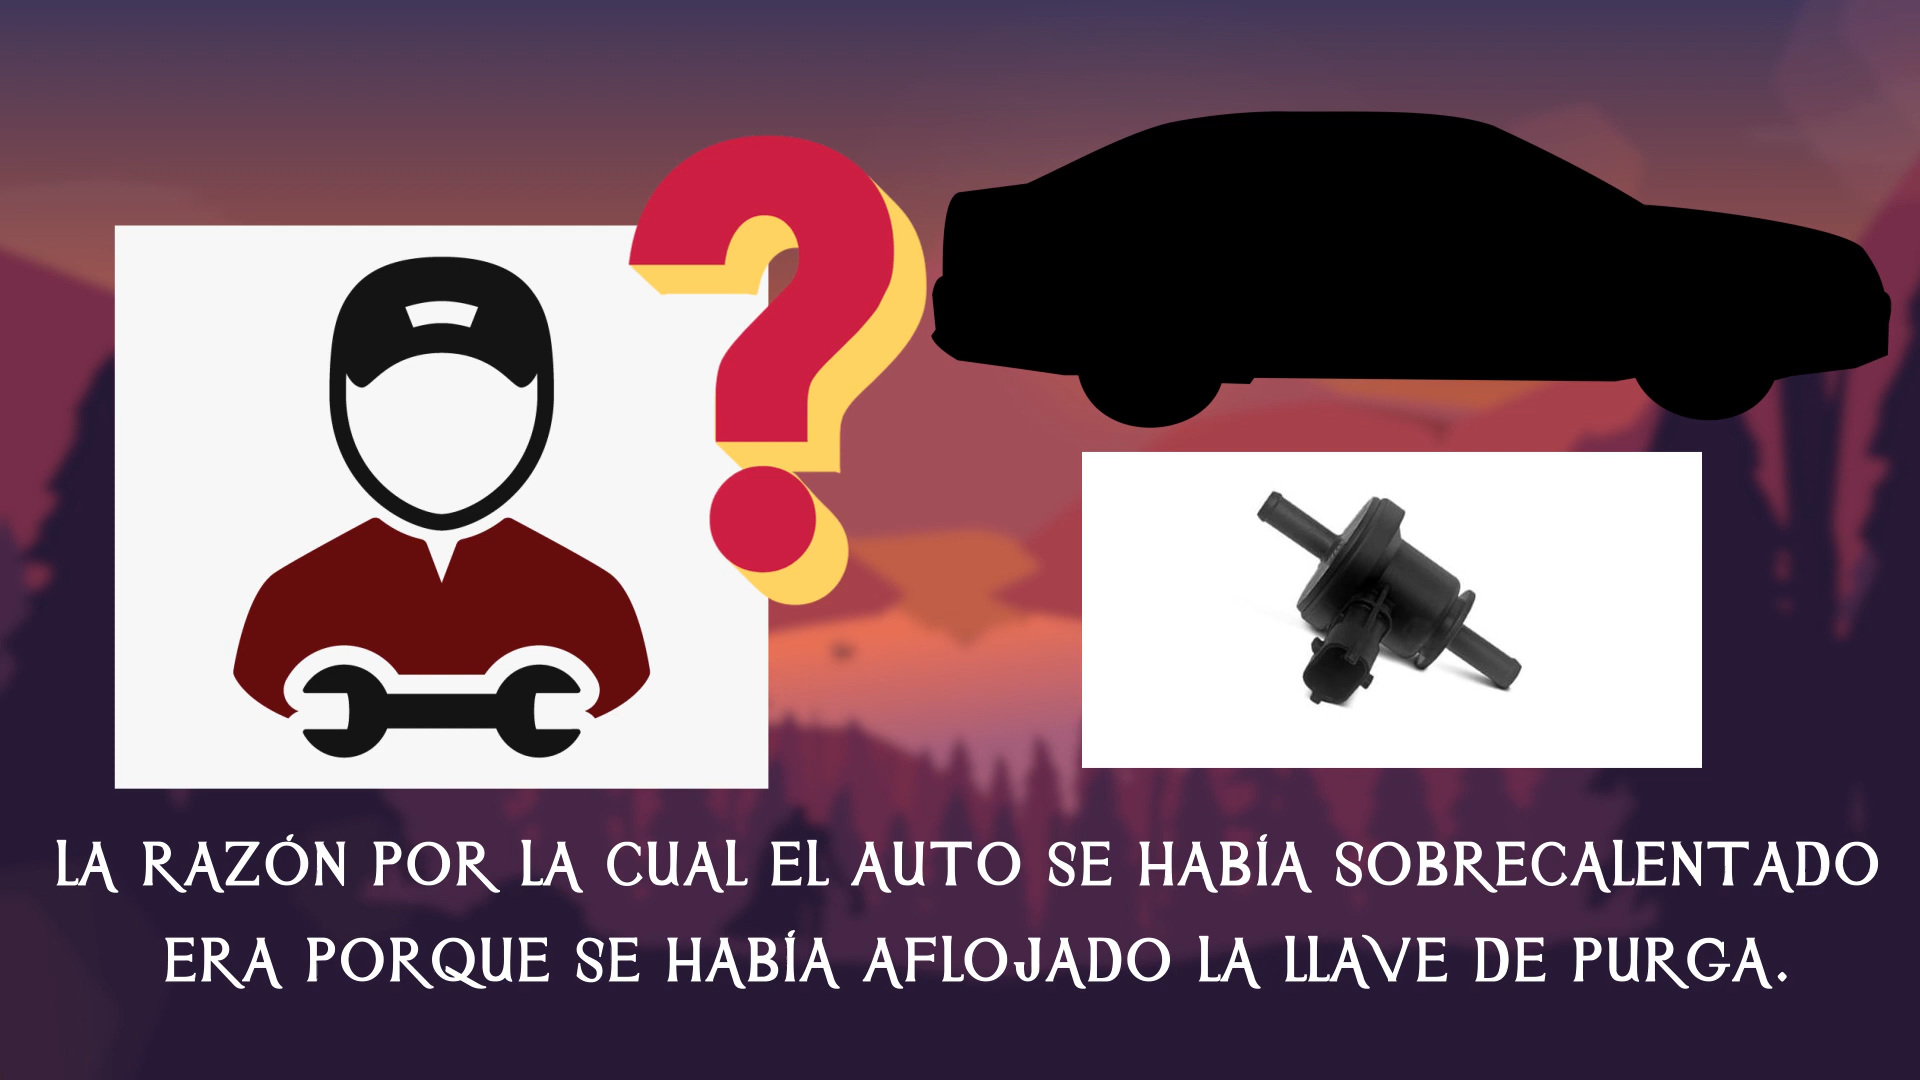 LA RAZÓN POR LA CUAL EL AUTO SE HABÍA SOBRECALENTADO
ERA PORQUE SE HABÍA AFLOJADO LA LLAVE DE PURGA.